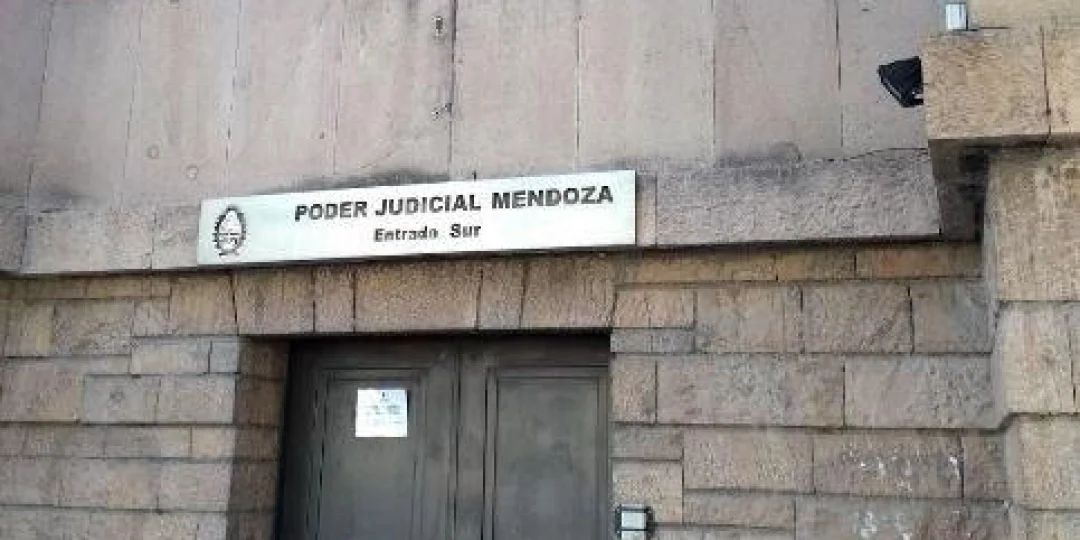 PODER JUDICIAL MENDOZA
Entrada Sur